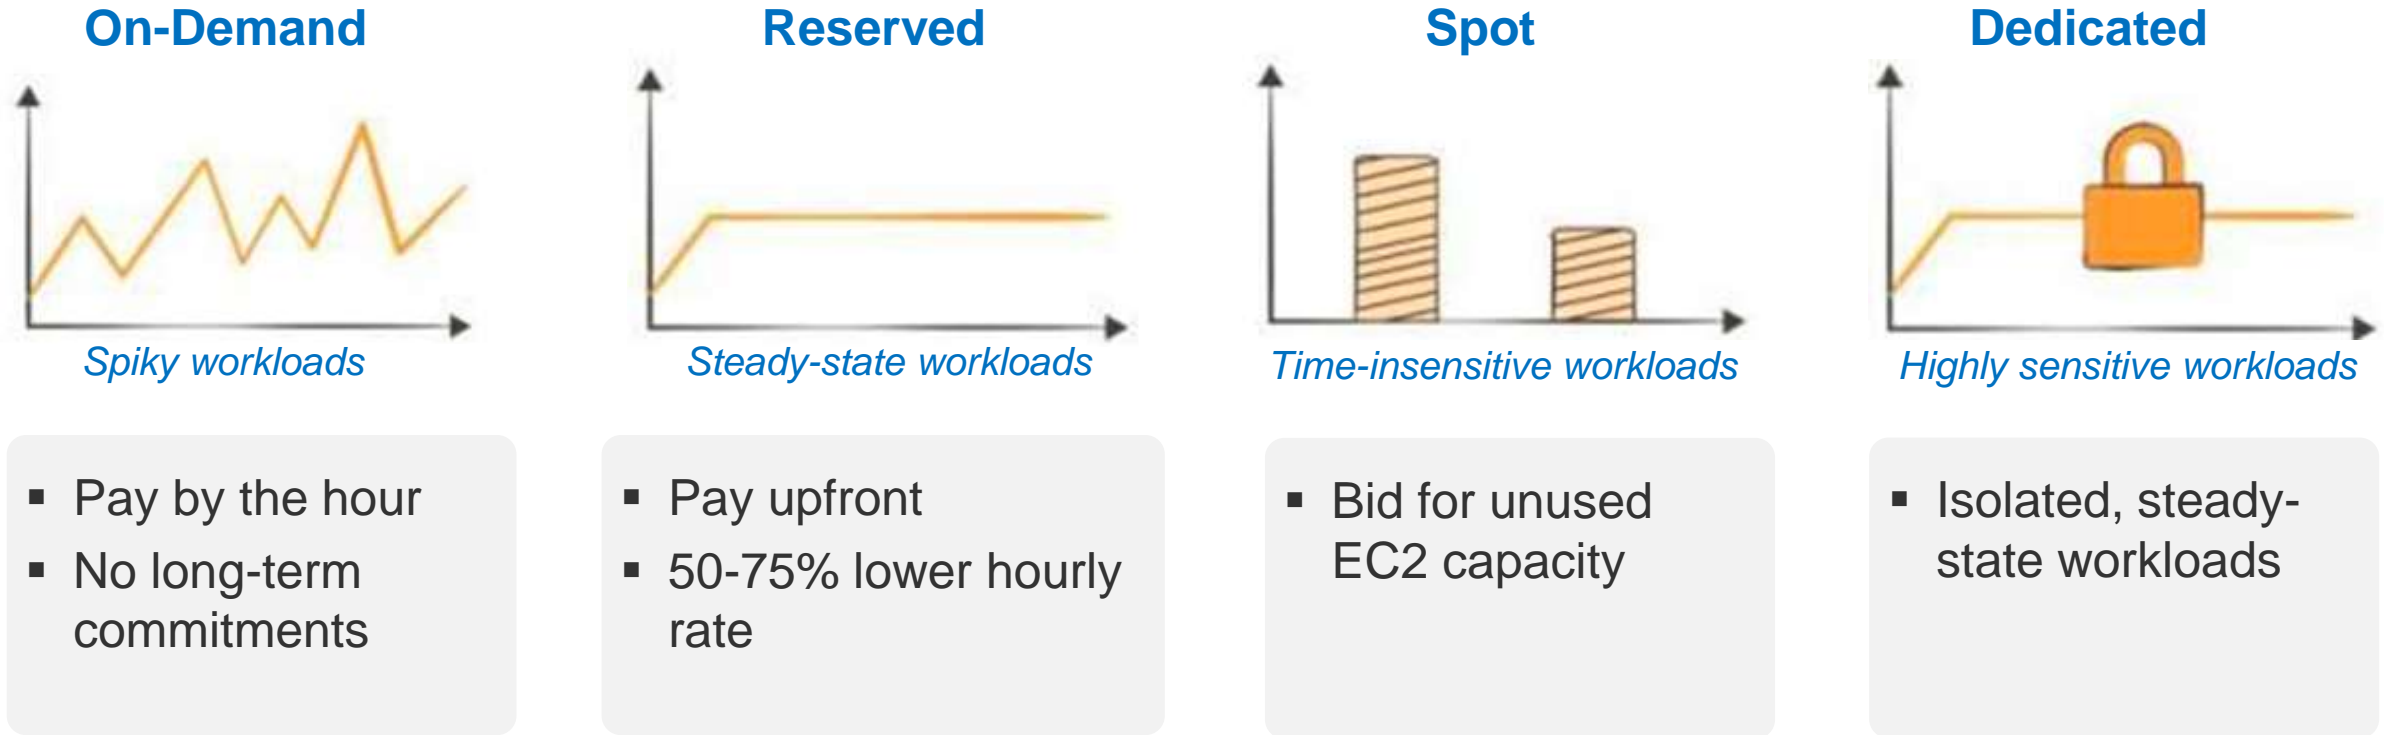 On-Demand
Spiky workloads
▪ Pay by the hour
▪ No long-term
commitments
Reserved
Steady-state workloads
▪ Pay upfront
▪ 50-75% lower hourly
rate
Spot
Time-insensitive workloads
▪ Bid for unused
EC2 capacity
Dedicated
Highly sensitive workloads
▪ Isolated, steady-
state workloads